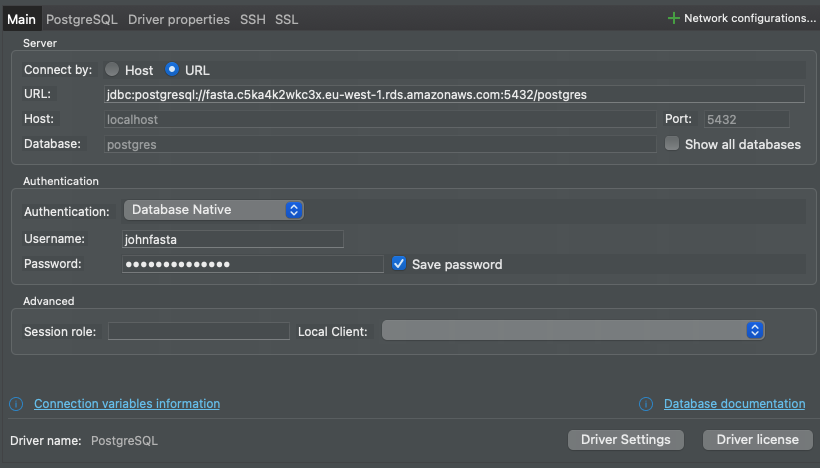 Main PostgreSQL Driver properties SSH SSL Network configurations...
Server
Connect by: Host URL
URL: jdbc:postgresql://fasta.c5ka4k2wkc3x.eu-west-1.rds.amazonaws.com:5432/postgres
Host: localhost Port: 5432
Database: postgres Show all databases
Authentication
Authentication: Database Native
Username: johnfasta
Password: •••••••••••••• Save password
Advanced
Session role: Local Client:
Connection variables information Database documentation
Driver name: PostgreSQL Driver Settings Driver license